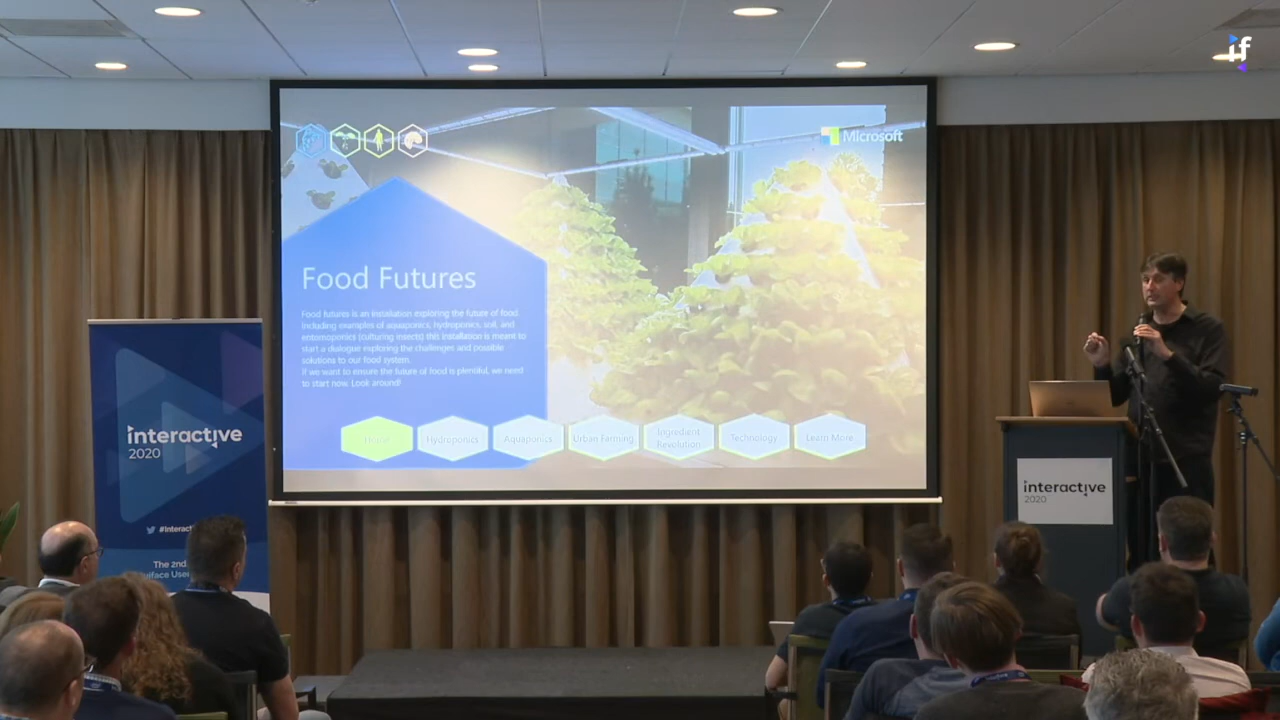 if
Microsoft
Food Futures
Food futures is an installation exploring the future of food.
Including examples of aquaponics, hydroponics, soil, and
entomoponics (culturing insects) this installation is meant to
start a dialogue exploring the challenges and possible
solutions to our food system.
If we want to ensure the future of food is plentiful, we need
to start now. Look around!
Home
Hydroponics
Aquaponics
Urban Farming
Ingredient
Revolution
Technology
Learn More
interactive
2020
The 2nd
interactive
2020